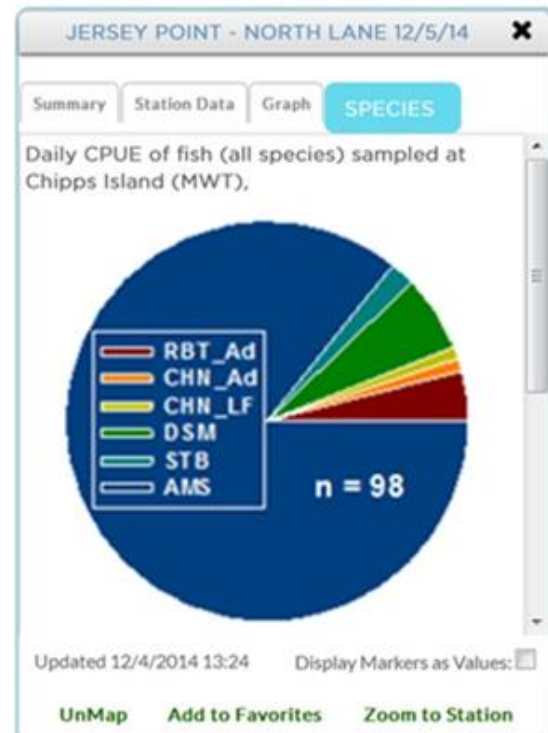 JERSEY POINT - NORTH LANE 12/5/14
Summary Station Data Graph SPECIES
Daily CPUE of fish (all species) sampled at
Chipps Island (MWT),
RBT_Ad
CHN_Ad
CHN_LF
DSM
STB
AMS
n = 98
Updated 12/4/2014 13:24 Display Markers as Values:
UnMap Add to Favorites Zoom to Station